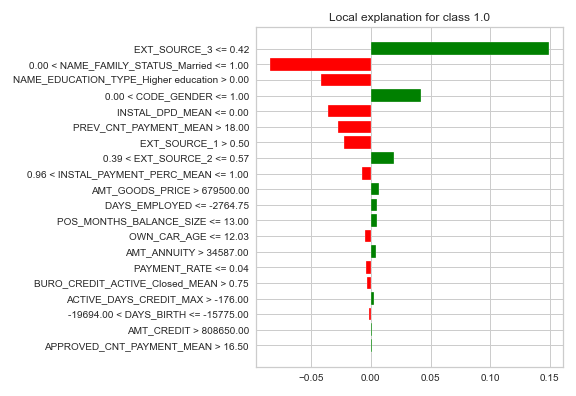 Local explanation for class 1.0
EXT_SOURCE_3 <= 0.42
0.00 < NAME_FAMILY_STATUS_Married <= 1.00
NAME_EDUCATION_TYPE_Higher education > 0.00
0.00 < CODE_GENDER <= 1.00
INSTAL_DPD_MEAN <= 0.00
PREV_CNT_PAYMENT_MEAN > 18.00
EXT_SOURCE_1 > 0.50
0.39 < EXT_SOURCE_2 <= 0.57
0.96 < INSTAL_PAYMENT_PERC_MEAN <= 1.00
AMT_GOODS_PRICE > 679500.00
DAYS_EMPLOYED <= -2764.75
POS_MONTHS_BALANCE_SIZE <= 13.00
OWN_CAR_AGE <= 12.03
AMT_ANNUITY > 34587.00
PAYMENT_RATE <= 0.04
BURO_CREDIT_ACTIVE_Closed_MEAN > 0.75
ACTIVE_DAYS_CREDIT_MAX > -176.00
-19694.00 < DAYS_BIRTH <= -15775.00
AMT_CREDIT > 808650.00
APPROVED_CNT_PAYMENT_MEAN > 16.50
−0.05 0.00 0.05 0.10 0.15